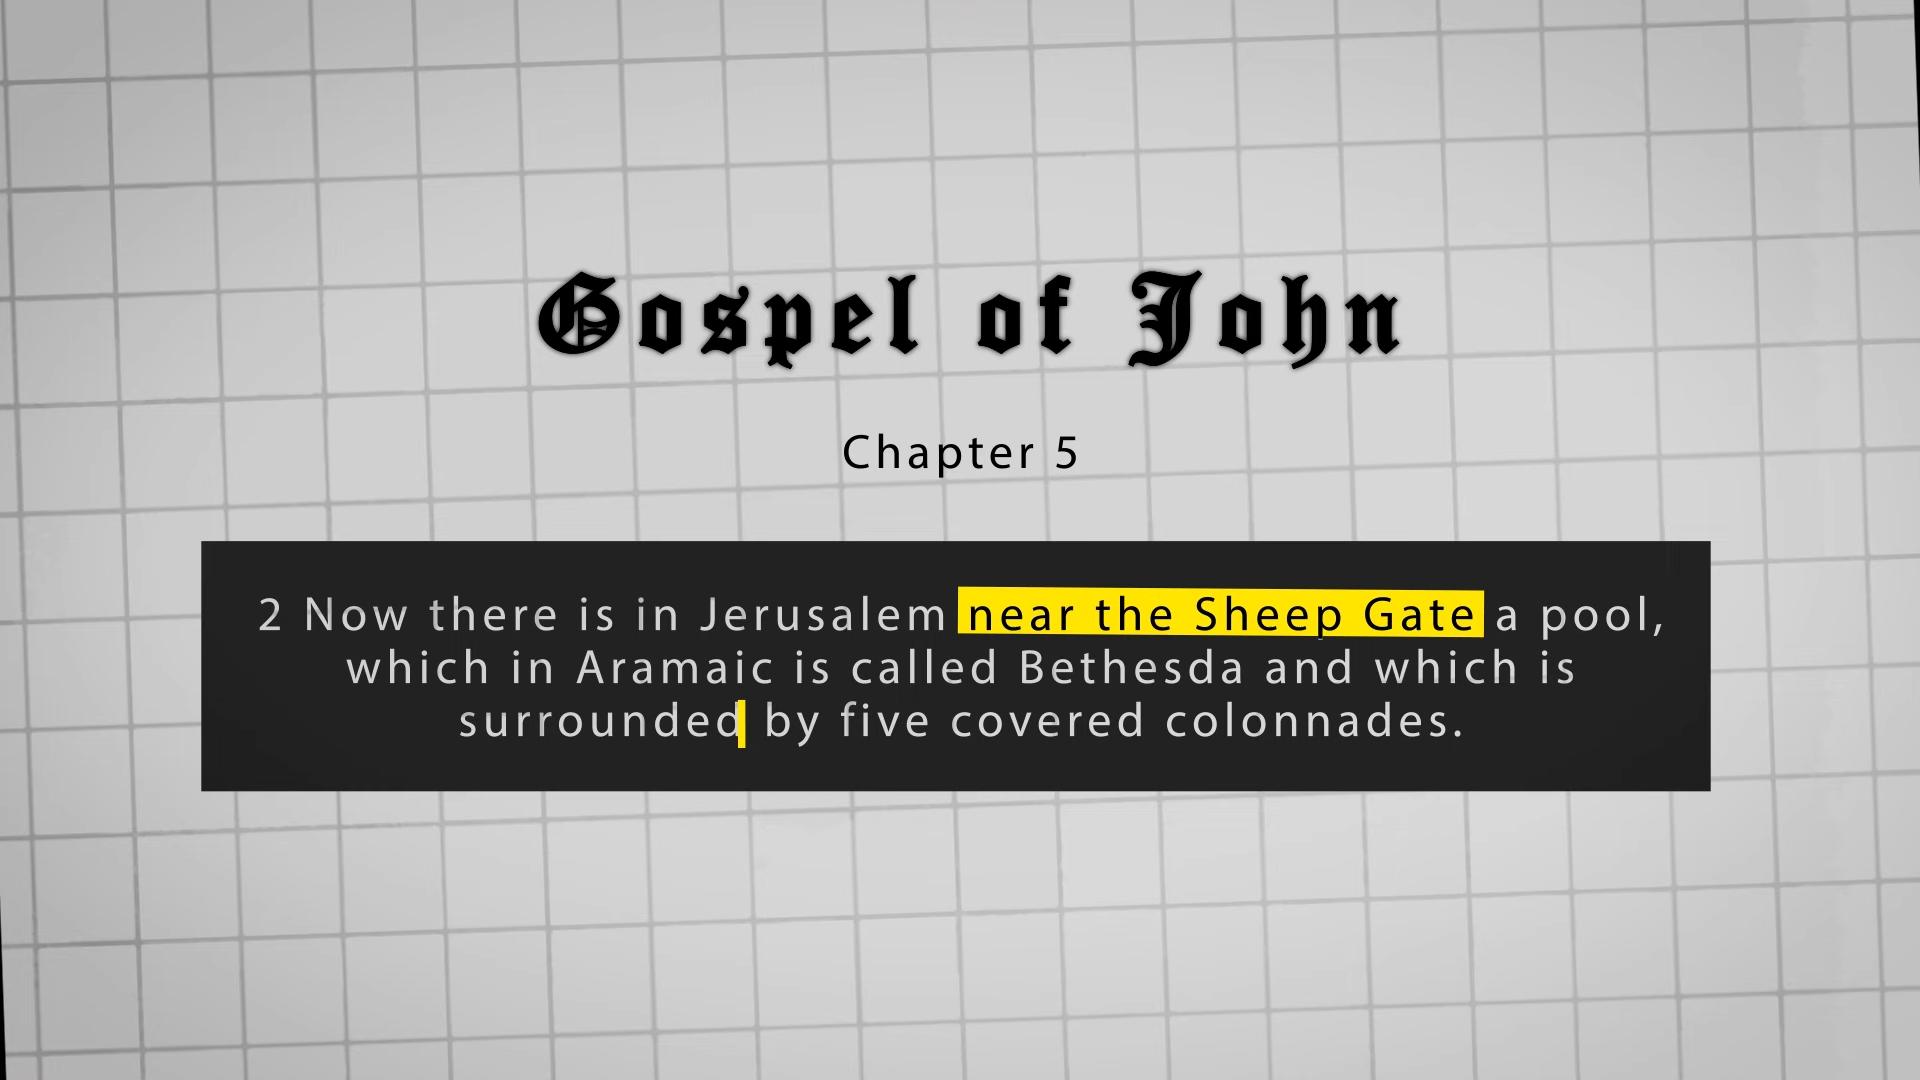 Gospel of John
Chapter 5
2 Now there is in Jerusalem near the Sheep Gate a pool,
which in Aramaic is called Bethesda and which is
surrounded by five covered colonnades.